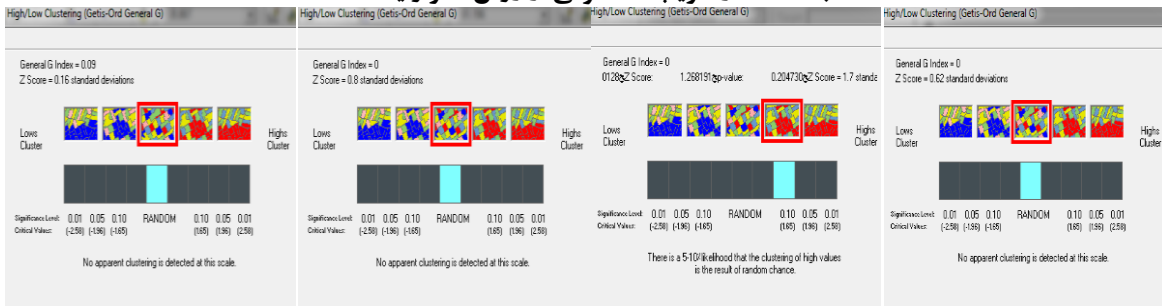 High/Low Clustering (Getis-Ord General G)
General G Index = 0.09
Z Score = 0.16 standard deviations
Lows
Cluster
Highs
Cluster
Significance Level: 0.01 0.05 0.10 RANDOM 0.10 0.05 0.01
Critical Values: (-2.58) (-1.96) (-1.65) (1.65) (1.96) (2.58)
No apparent clustering is detected at this scale.
High/Low Clustering (Getis-Ord General G)
General G Index = 0
Z Score = 0.8 standard deviations
Lows
Cluster
Highs
Cluster
Significance Level: 0.01 0.05 0.10 RANDOM 0.10 0.05 0.01
Critical Values: (-2.58) (-1.96) (-1.65) (1.65) (1.96) (2.58)
No apparent clustering is detected at this scale.
High/Low Clustering (Getis-Ord General G)
General G Index = 0
0128 Z Score: 1.268191 p-value: 0.204730 Z Score = 1.7 standa
Lows
Cluster
Highs
Cluster
Significance Level: 0.01 0.05 0.10 RANDOM 0.10 0.05 0.01
Critical Values: (-2.58) (-1.96) (-1.65) (1.65) (1.96) (2.58)
There is a 5-10% likelihood that the clustering of high values
is the result of random chance.
High/Low Clustering (Getis-Ord General G)
General G Index = 0
Z Score = 0.62 standard deviations
Lows
Cluster
Highs
Cluster
Significance Level: 0.01 0.05 0.10 RANDOM 0.10 0.05 0.01
Critical Values: (-2.58) (-1.96) (-1.65) (1.65) (1.96) (2.58)
No apparent clustering is detected at this scale.